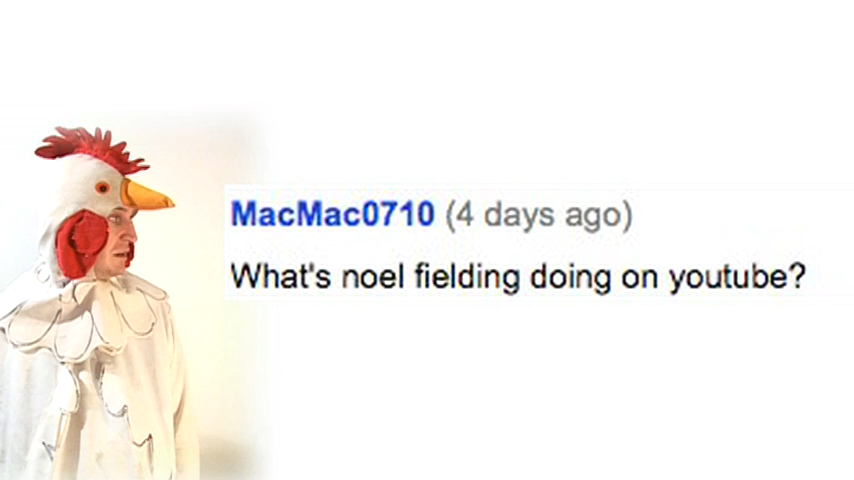 MacMac0710 (4 days ago)
What's noel fielding doing on youtube?